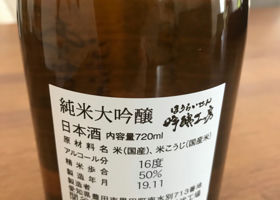 純米大吟醸
ほうらいせん
吟醸工房
日本酒 内容量720ml
原材料名 米(国産)、米こうじ(国産米)
アルコール分 16度
精米歩合 50%
製造年月 19.11
製造者